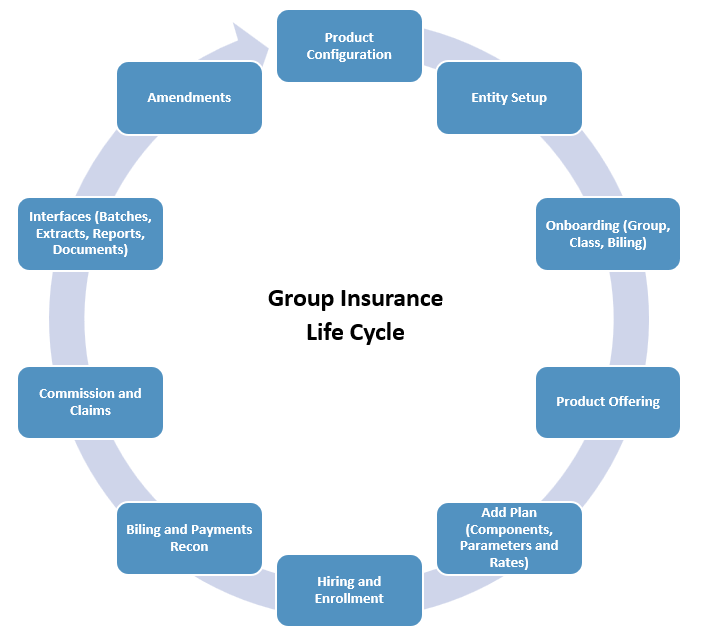 Product
Configuration
Entity Setup
Onboarding (Group,
Class, Biling)
Product Offering
Add Plan
(Components,
Parameters and
Rates)
Hiring and
Enrollment
Biling and Payments
Recon
Commission and
Claims
Interfaces (Batches,
Extracts, Reports,
Documents)
Amendments
Group Insurance
Life Cycle